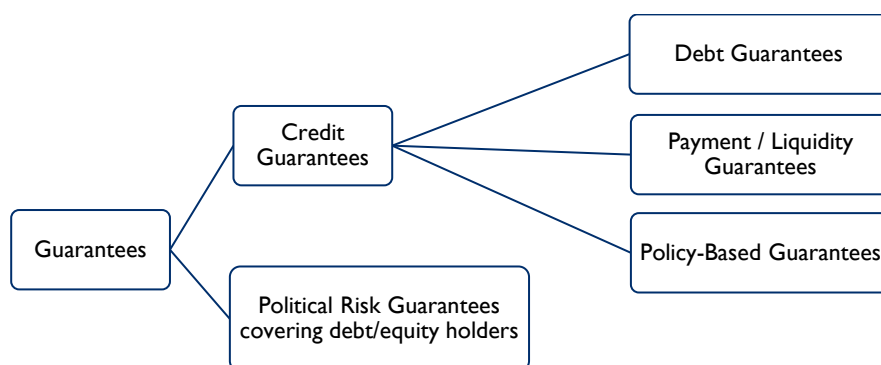 Debt Guarantees
Credit
Guarantees
Payment / Liquidity
Guarantees
Guarantees
Policy-Based Guarantees
Political Risk Guarantees
covering debt/equity holders